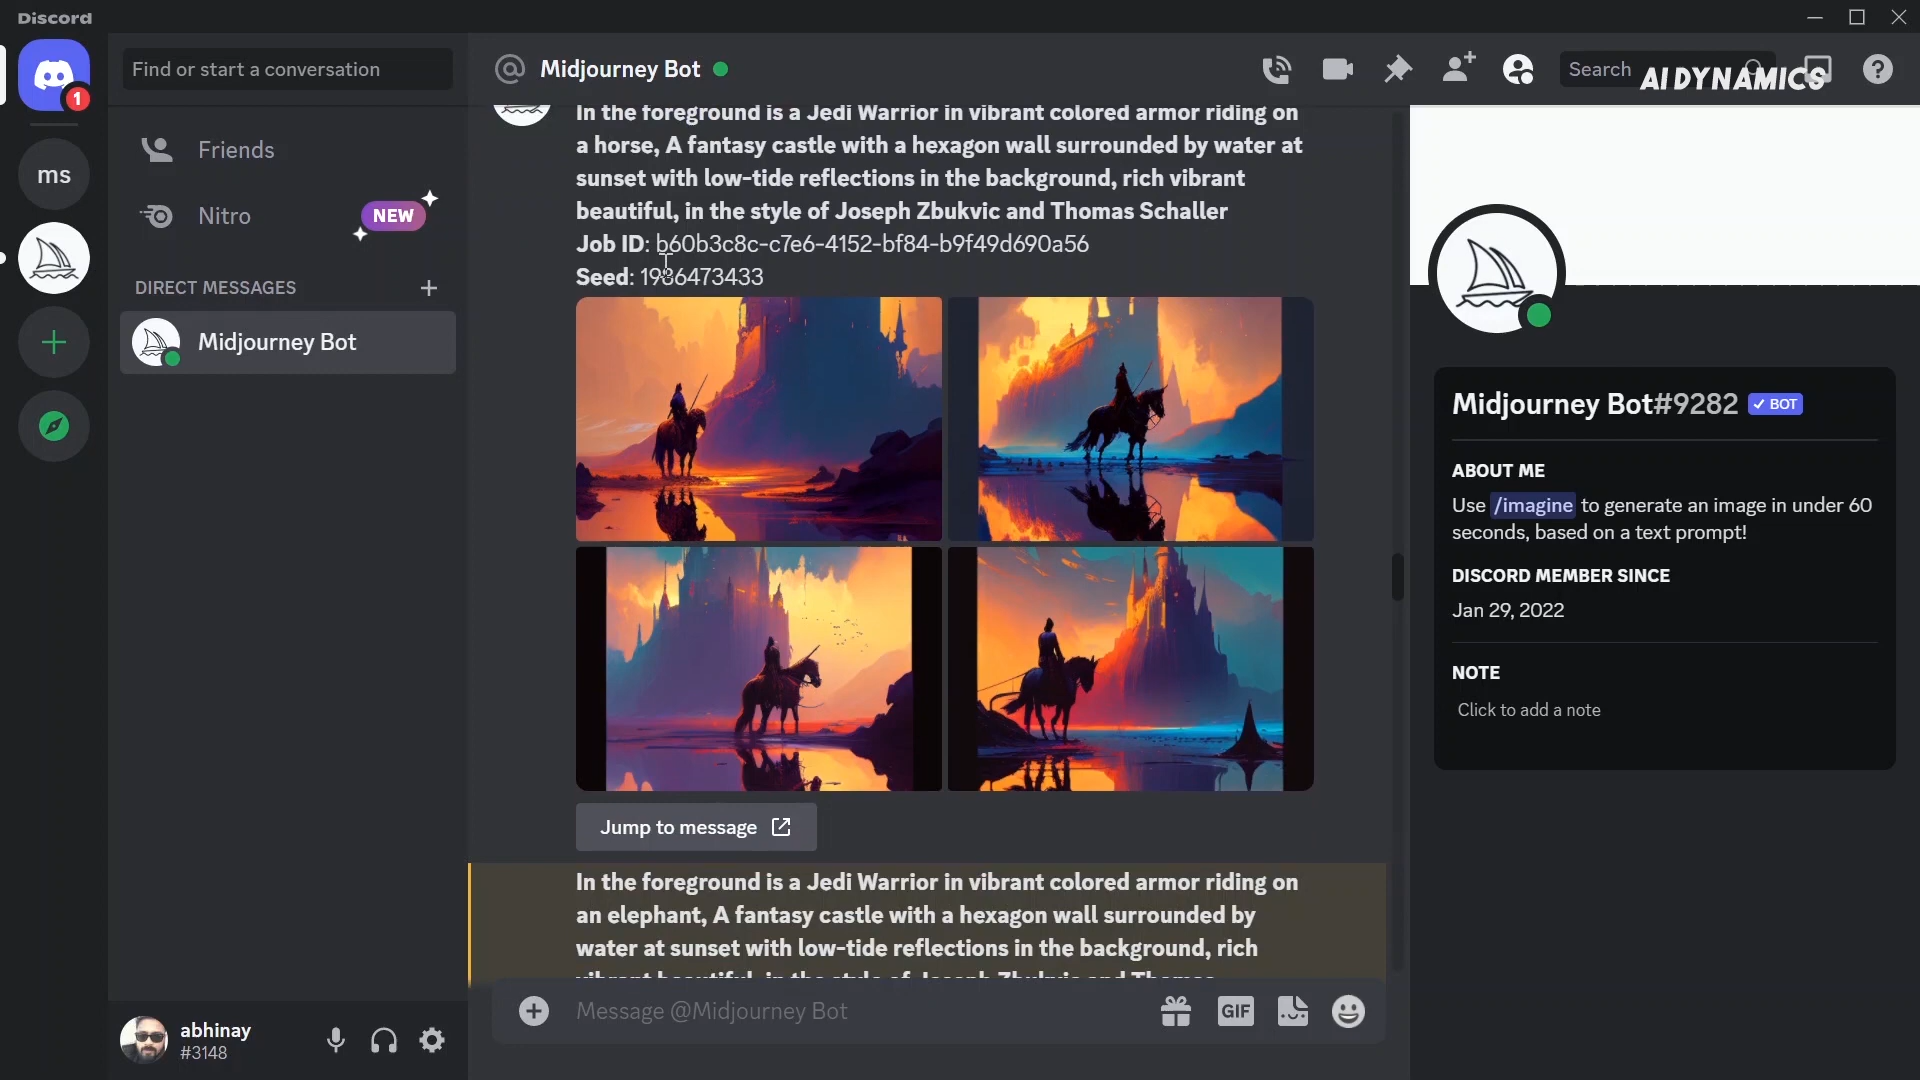 Discord
Find or start a conversation
Midjourney Bot
Search
AI DYNAMICS
1
ms
Friends
Nitro
NEW
DIRECT MESSAGES
Midjourney Bot
In the foreground is a Jedi Warrior in vibrant colored armor riding on
a horse, A fantasy castle with a hexagon wall surrounded by water at
sunset with low-tide reflections in the background, rich vibrant
beautiful, in the style of Joseph Zbukvic and Thomas Schaller
Job ID: b60b3c8c-c7e6-4152-bf84-b9f49d690a56
Seed: 1986473433
Jump to message
In the foreground is a Jedi Warrior in vibrant colored armor riding on
an elephant, A fantasy castle with a hexagon wall surrounded by
water at sunset with low-tide reflections in the background, rich
vibrant beautiful, in the style of Joseph Zbukvic and Thomas
Message @Midjourney Bot
GIF
abhinay
#3148
Midjourney Bot#9282
BOT
ABOUT ME
Use /imagine to generate an image in under 60
seconds, based on a text prompt!
DISCORD MEMBER SINCE
Jan 29, 2022
NOTE
Click to add a note